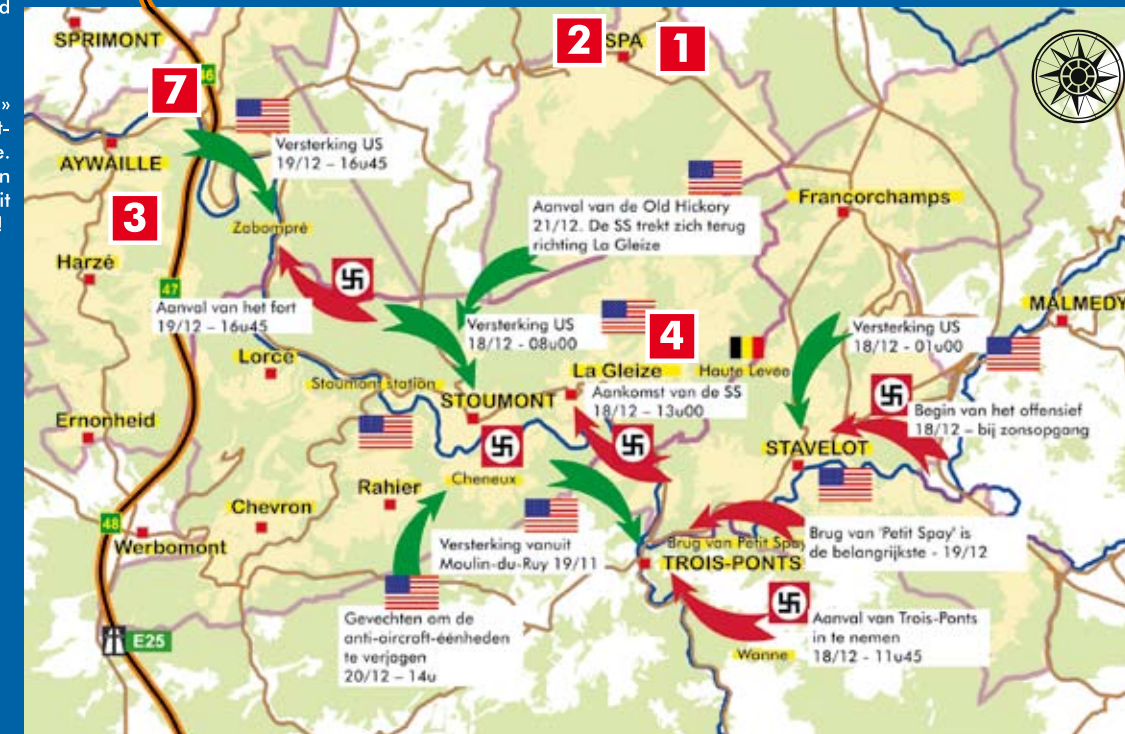 d
»
t-
e.
n
it
!
SPRIMONT
2
SPA
1
7
46
AYWAILLE
Versterking US
19/12 – 16u45
3
Zabompré
Harzé
47
Aanval van het fort
19/12 – 16u45
Aanval van de Old Hickory
21/12. De SS trekt zich terug
richting La Gleize
Francorchamps
MALMEDY
Versterking US
18/12 - 08u00
4
La Gleize
Haute Levée
Versterking US
18/12 - 01u00
Lorcé
Stoumont station
STOUMONT
Aankomst van de SS
18/12 – 13u00
Begin van het offensief
18/12 – bij zonsopgang
Ernonheid
STAVELOT
Cheneux
Rahier
Chevron
48
Werbomont
Versterking vanuit
Moulin-du-Ruy 19/11
Brug van Petit Spay
TROIS-PONTS
Brug van 'Petit Spay' is
de belangrijkste - 19/12
Gevechten om de
anti-aircraft-éénheden
te verjagen
20/12 – 14u
E25
Wanne
Aanval van Trois-Ponts
in te nemen
18/12 - 11u45